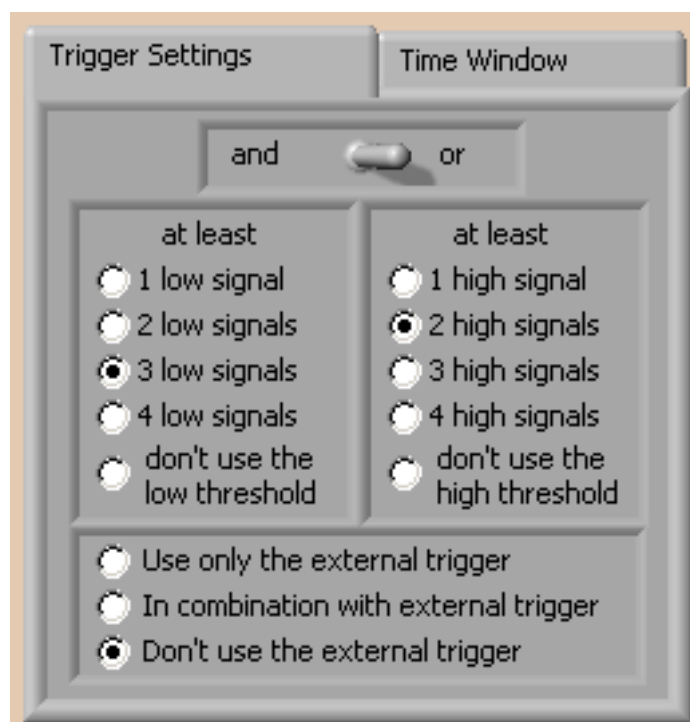 Trigger Settings
Time Window
and or
at least
1 low signal
2 low signals
3 low signals
4 low signals
don't use the
low threshold
at least
1 high signal
2 high signals
3 high signals
4 high signals
don't use the
high threshold
Use only the external trigger
In combination with external trigger
Don't use the external trigger